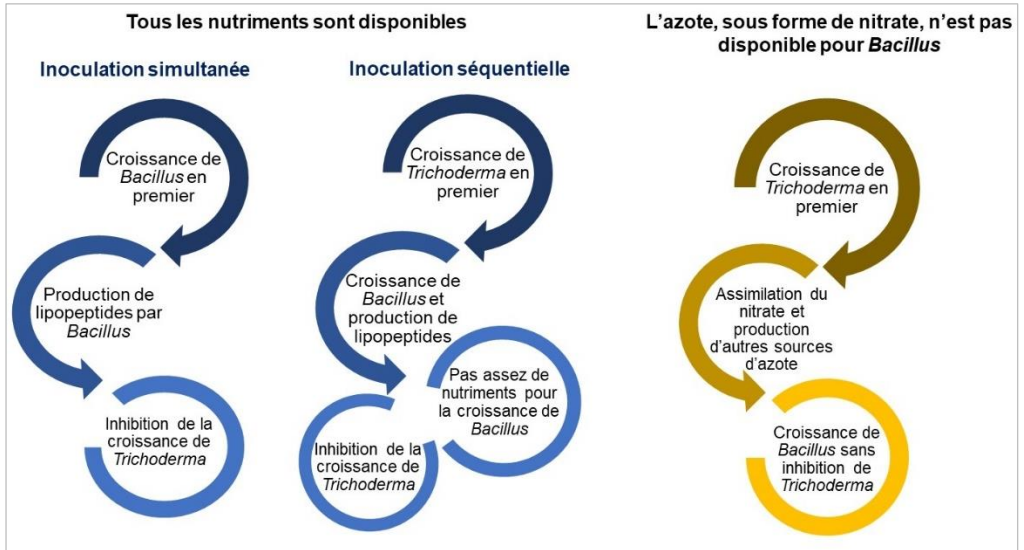 Tous les nutriments sont disponibles
Inoculation simultanée
Croissance de
Bacillus en
premier
Production de
lipopeptides par
Bacillus
Inhibition de la
croissance de
Trichoderma
Inoculation séquentielle
Croissance de
Trichoderma en
premier
Croissance de
Bacillus et
production de
lipopeptides
Pas assez de
nutriments pour
la croissance de
Bacillus
Inhibition de la
croissance de
Trichoderma
L'azote, sous forme de nitrate, n'est pas
disponible pour Bacillus
Croissance de
Trichoderma en
premier
Assimilation du
nitrate et
production
d'autres sources
d'azote
Croissance de
Bacillus sans
inhibition de
Trichoderma